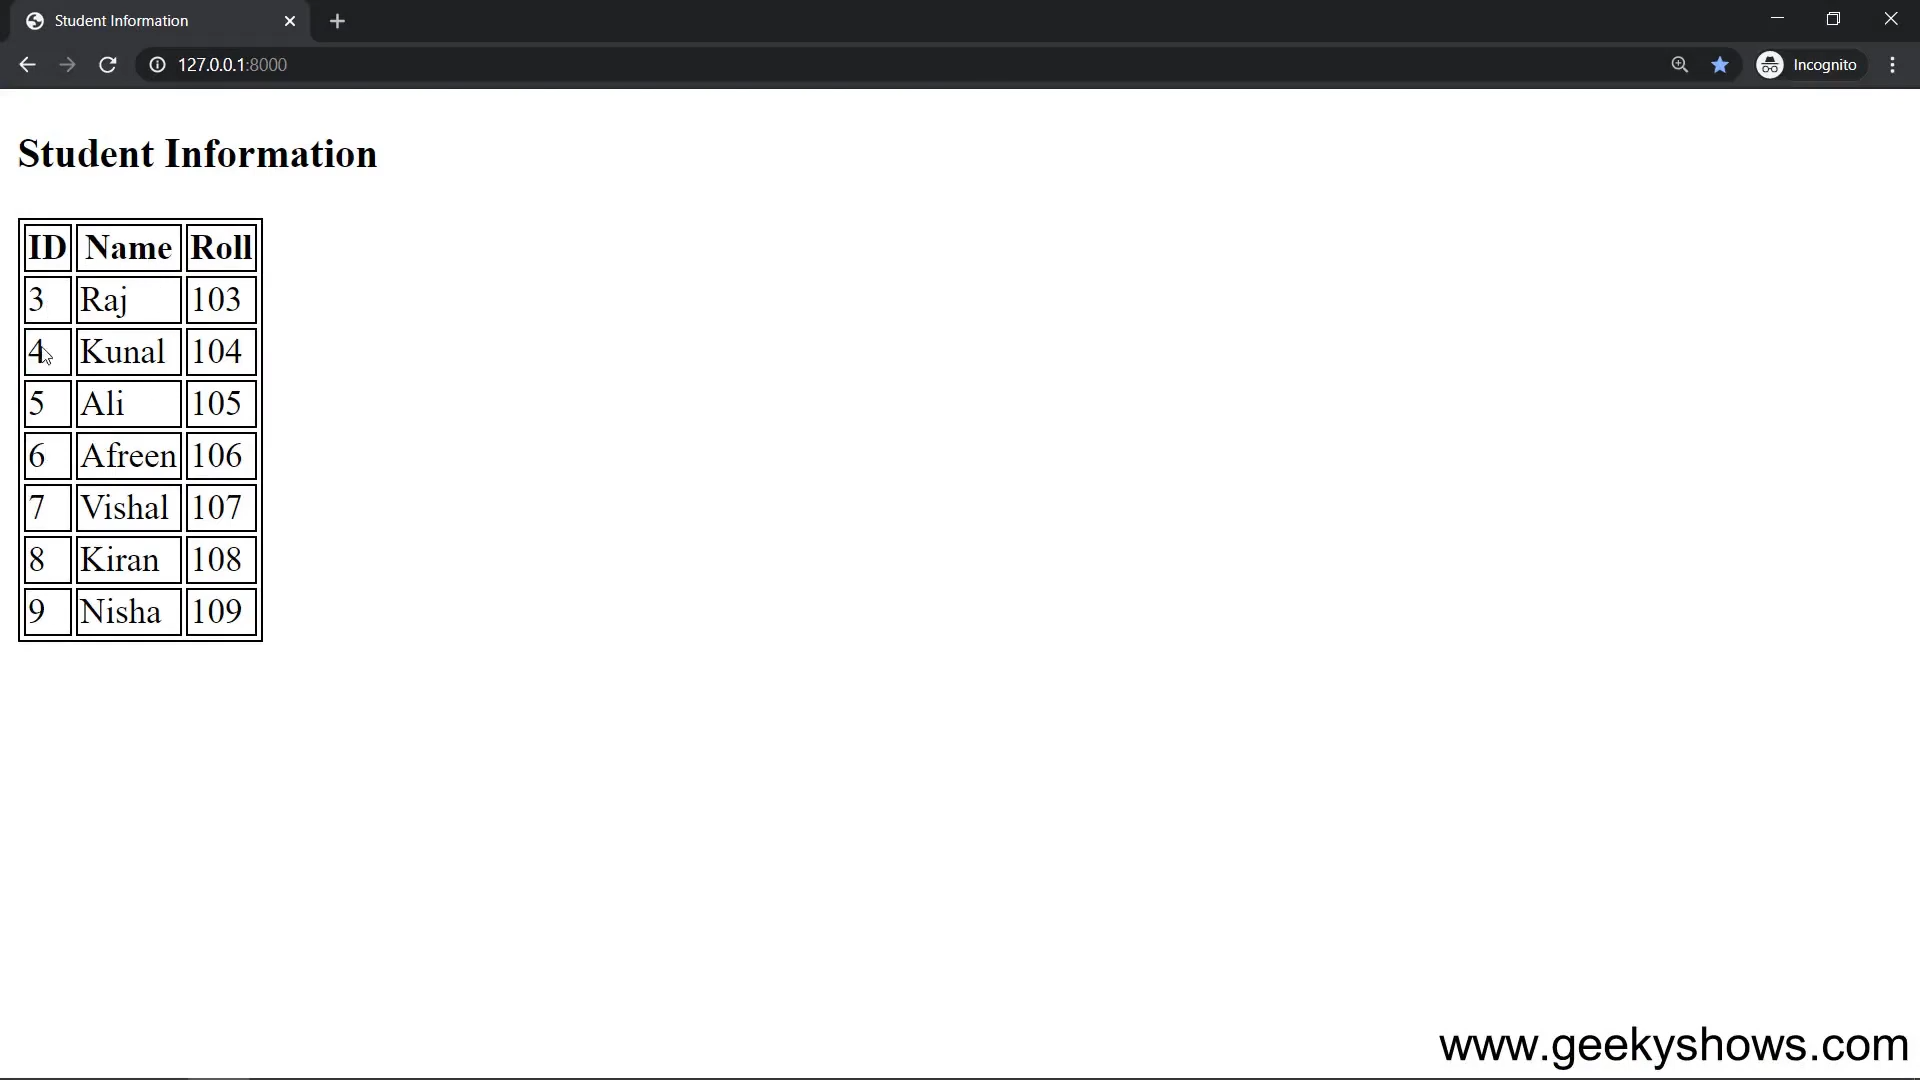 Student Information
127.0.0.1:8000
Incognito
Student Information
ID Name Roll
3 Raj 103
4 Kunal 104
5 Ali 105
6 Afreen 106
7 Vishal 107
8 Kiran 108
9 Nisha 109
www.geekyshows.com